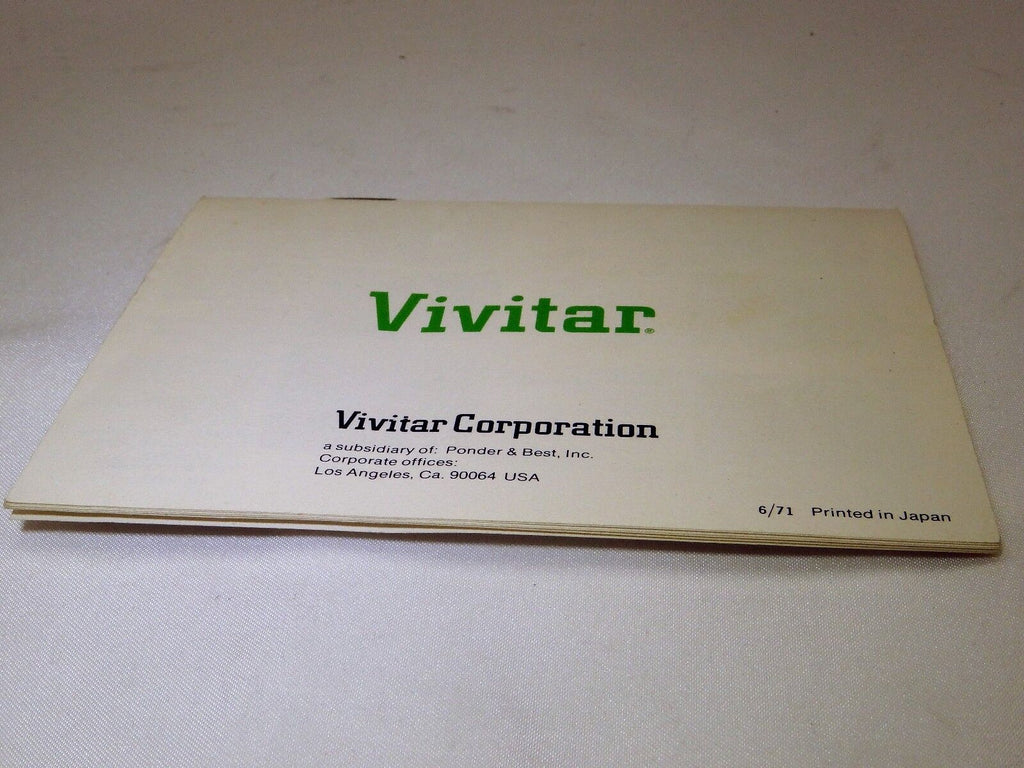 Vivitar®
Vivitar Corporation
a subsidiary of: Ponder & Best, Inc.
Corporate offices:
Los Angeles, Ca. 90064 USA
6/71 Printed in Japan